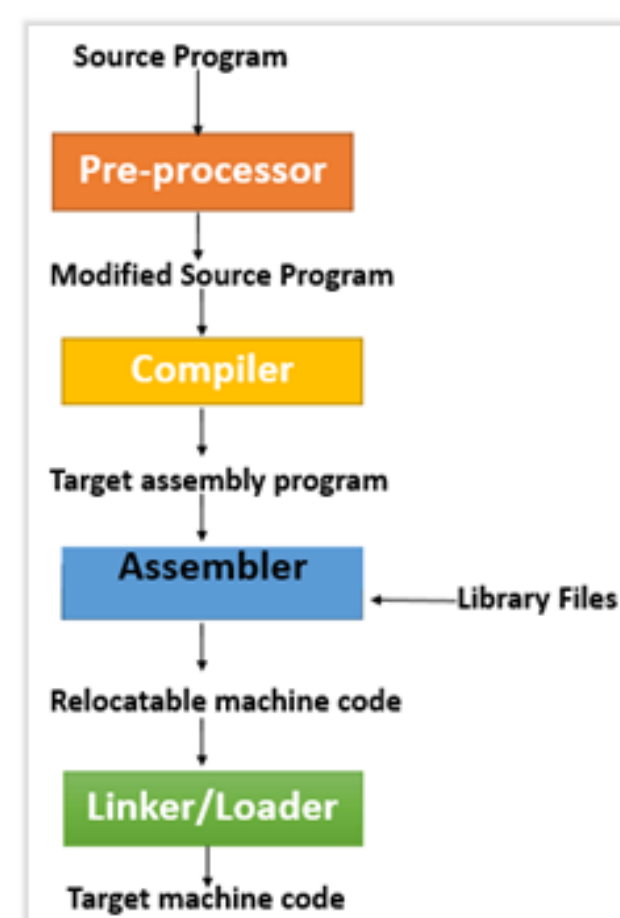 Source Program
Pre-processor
Modified Source Program
Compiler
Target assembly program
Assembler
Library Files
Relocatable machine code
Linker/Loader
Target machine code